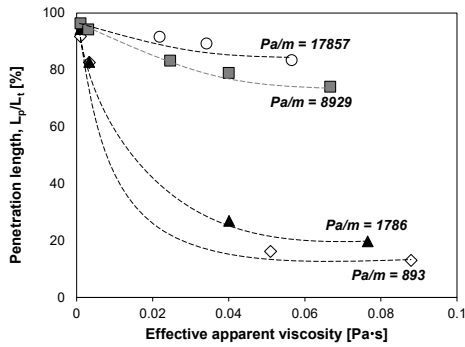 100
80
60
40
20
0
Penetration length, Lp/Lt [%]
Pa/m = 17857
Pa/m = 8929
Pa/m = 1786
Pa/m = 893
0
0.02
0.04
0.06
0.08
0.1
Effective apparent viscosity [Pa•s]